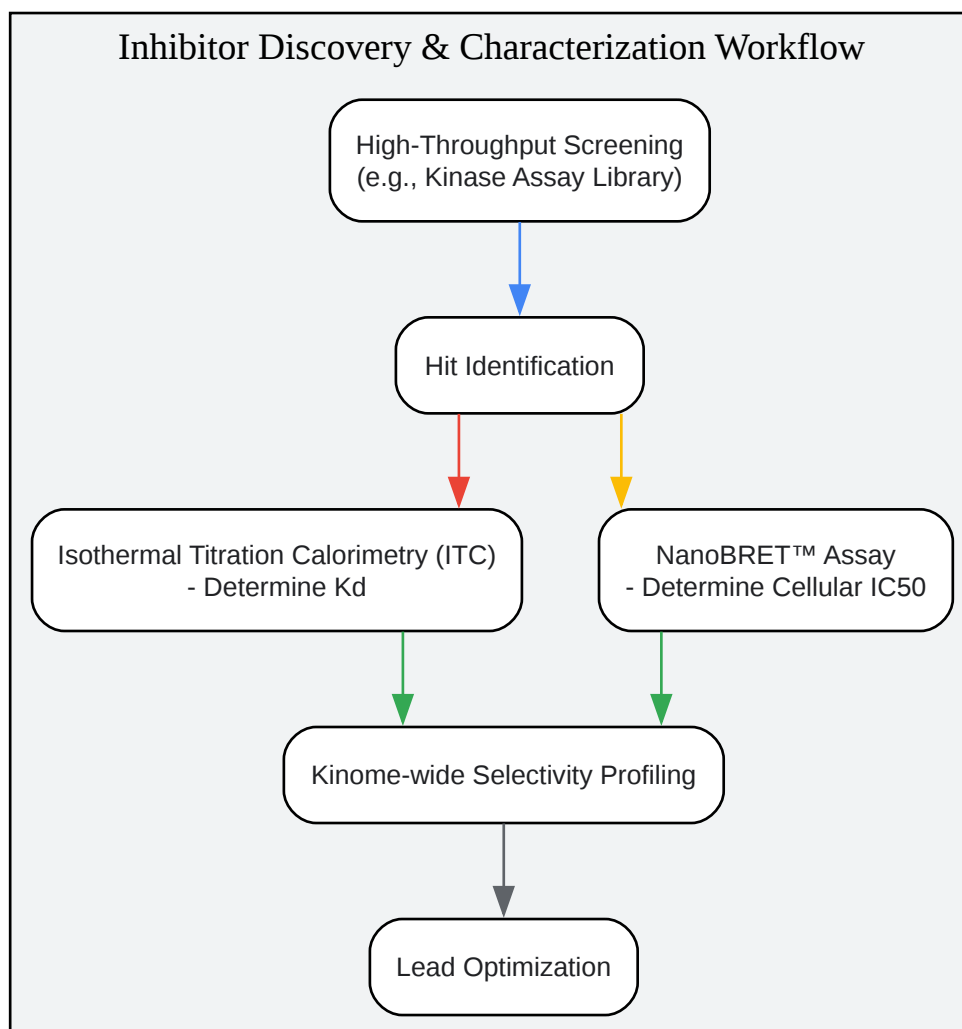 Inhibitor Discovery & Characterization Workflow
High-Throughput Screening
(e.g., Kinase Assay Library)
Hit Identification
Isothermal Titration Calorimetry (ITC)
- Determine Kd
NanoBRET™ Assay
- Determine Cellular IC50
Kinome-wide Selectivity Profiling
Lead Optimization